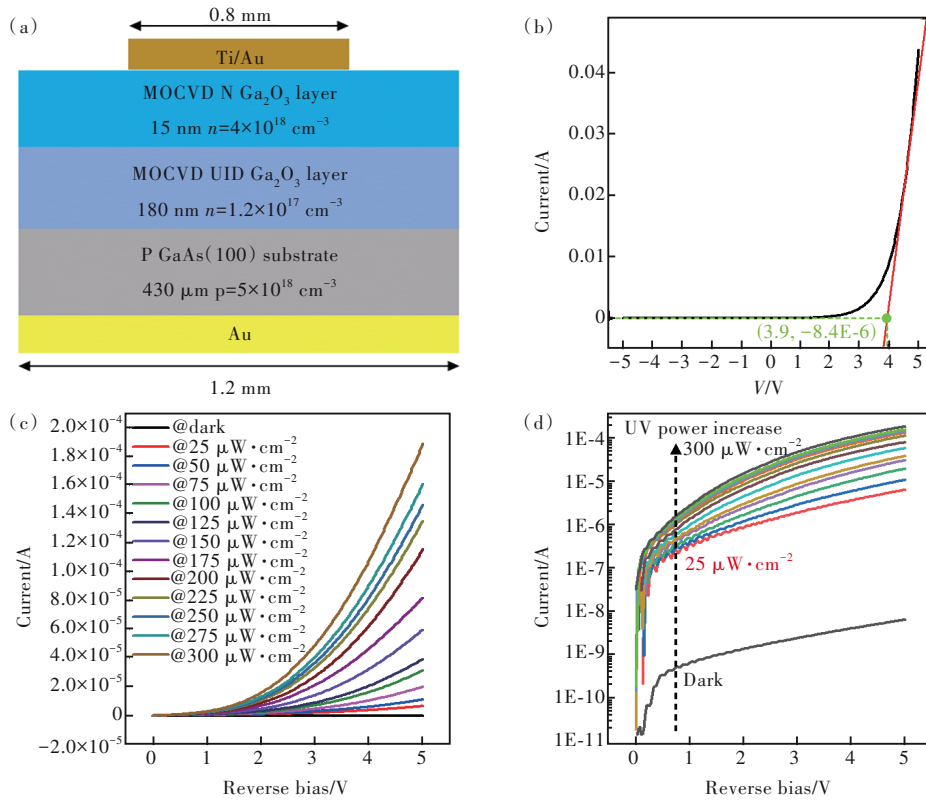 (a)
0.8 mm
Ti/Au
MOCVD N Ga₂O₃ layer
15 nm n=4×10¹⁸ cm⁻³
MOCVD UID Ga₂O₃ layer
180 nm n=1.2×10¹⁷ cm⁻³
P GaAs(100) substrate
430 μm p=5×10¹⁸ cm⁻³
Au
1.2 mm
(b)
Current/A
0.04
0.03
0.02
0.01
0
(3.9, -8.4E-6)
-5 -4 -3 -2 -1 0 1 2 3 4 5
V/V
(c)
Current/A
2.0×10⁻⁴
1.8×10⁻⁴
1.6×10⁻⁴
1.4×10⁻⁴
1.2×10⁻⁴
1.0×10⁻⁴
8.0×10⁻⁵
6.0×10⁻⁵
4.0×10⁻⁵
2.0×10⁻⁵
0
−2.0×10⁻⁵
@dark
@25 μW·cm⁻²
@50 μW·cm⁻²
@75 μW·cm⁻²
@100 μW·cm⁻²
@125 μW·cm⁻²
@150 μW·cm⁻²
@175 μW·cm⁻²
@200 μW·cm⁻²
@225 μW·cm⁻²
@250 μW·cm⁻²
@275 μW·cm⁻²
@300 μW·cm⁻²
0 1 2 3 4 5
Reverse bias/V
(d)
Current/A
1E-4
1E-5
1E-6
1E-7
1E-8
1E-9
1E-10
1E-11
UV power increase
300 μW·cm⁻²
25 μW·cm⁻²
Dark
0 1 2 3 4 5
Reverse bias/V